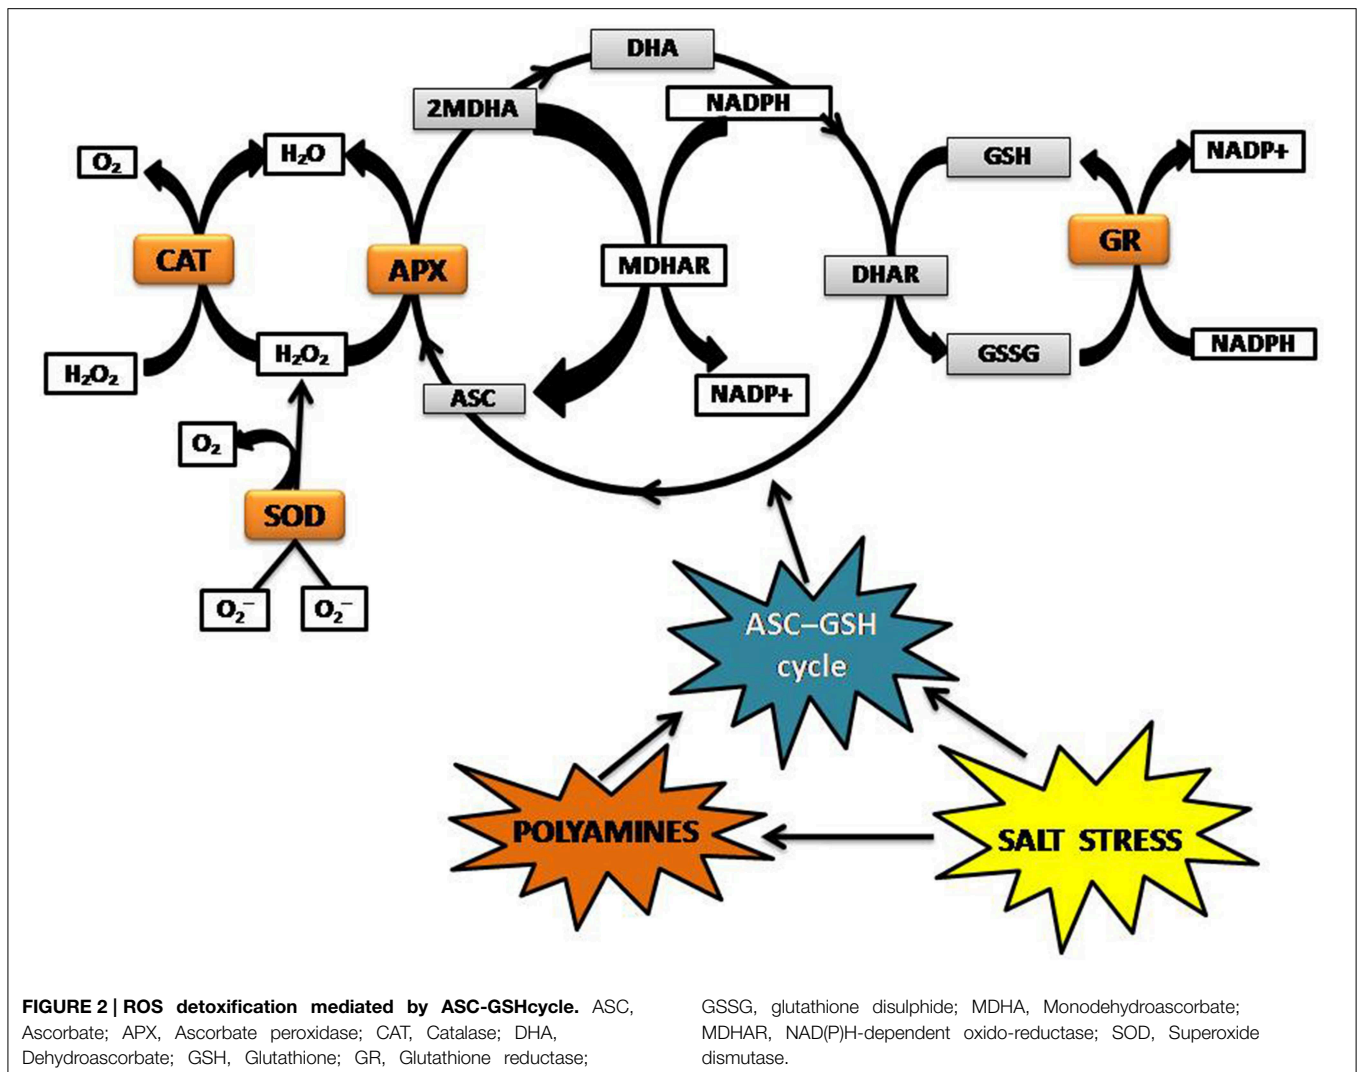 DHA
2MDHA
NADPH
O₂
H₂O
GSH
NADP+
CAT
APX
MDHAR
DHAR
GR
H₂O₂
H₂O₂
ASC
NADP+
GSSG
NADPH
O₂
SOD
O₂⁻
O₂⁻
ASC–GSH
cycle
POLYAMINES
SALT STRESS
FIGURE 2 | ROS detoxification mediated by ASC-GSHcycle. ASC,
Ascorbate; APX, Ascorbate peroxidase; CAT, Catalase; DHA,
Dehydroascorbate; GSH, Glutathione; GR, Glutathione reductase;
GSSG, glutathione disulphide; MDHA, Monodehydroascorbate;
MDHAR, NAD(P)H-dependent oxido-reductase; SOD, Superoxide
dismutase.